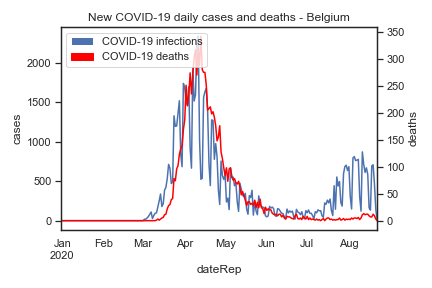 New COVID-19 daily cases and deaths - Belgium
COVID-19 infections
COVID-19 deaths
cases
2000
1500
1000
500
0
350
300
250
200
150
100
50
0
deaths
Jan Feb Mar Apr May Jun Jul Aug
2020
dateRep